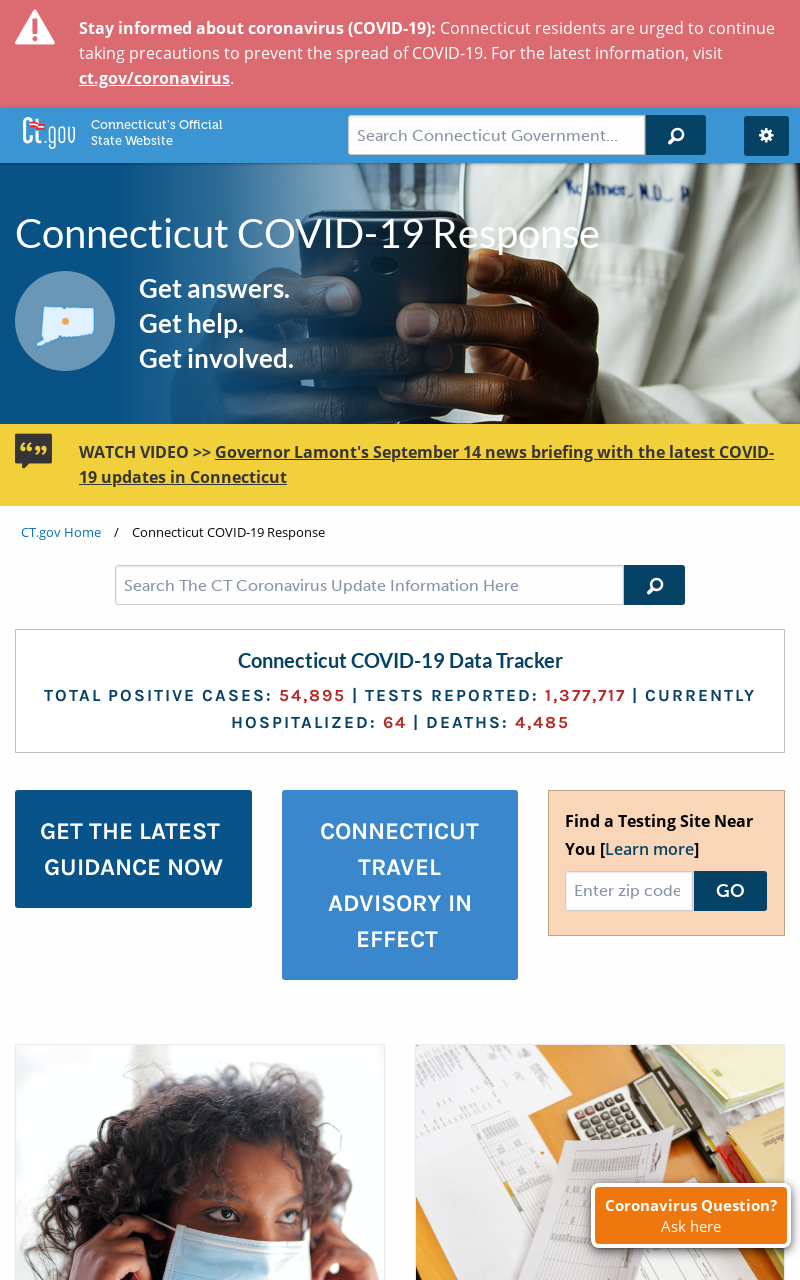 Stay informed about coronavirus (COVID-19): Connecticut residents are urged to continue
taking precautions to prevent the spread of COVID-19. For the latest information, visit
ct.gov/coronavirus.
Ct.gov
Connecticut's Official
State Website
Search Connecticut Government...
Connecticut COVID-19 Response
Get answers.
Get help.
Get involved.
WATCH VIDEO >> Governor Lamont's September 14 news briefing with the latest COVID-
19 updates in Connecticut
CT.gov Home / Connecticut COVID-19 Response
Search The CT Coronavirus Update Information Here
Connecticut COVID-19 Data Tracker
TOTAL POSITIVE CASES: 54,895 | TESTS REPORTED: 1,377,717 | CURRENTLY
HOSPITALIZED: 64 | DEATHS: 4,485
GET THE LATEST
GUIDANCE NOW
CONNECTICUT
TRAVEL
ADVISORY IN
EFFECT
Find a Testing Site Near
You [Learn more]
Enter zip code
GO
Coronavirus Question?
Ask here